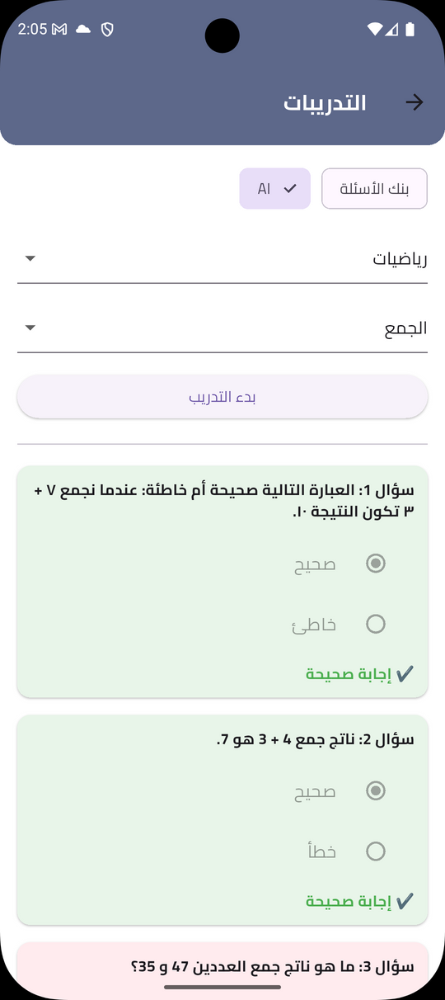 2:05
التدريبات
بنك الأسئلة
AI
رياضيات
الجمع
بدء التدريب
سؤال 1: العبارة التالية صحيحة أم خاطئة: عندما نجمع ٧ +
٣ تكون النتيجة ١٠.
صحيح
خاطئ
✔ إجابة صحيحة
سؤال 2: ناتج جمع 4 + 3 هو 7.
صحيح
خطأ
✔ إجابة صحيحة
سؤال 3: ما هو ناتج جمع العددين 47 و 35؟